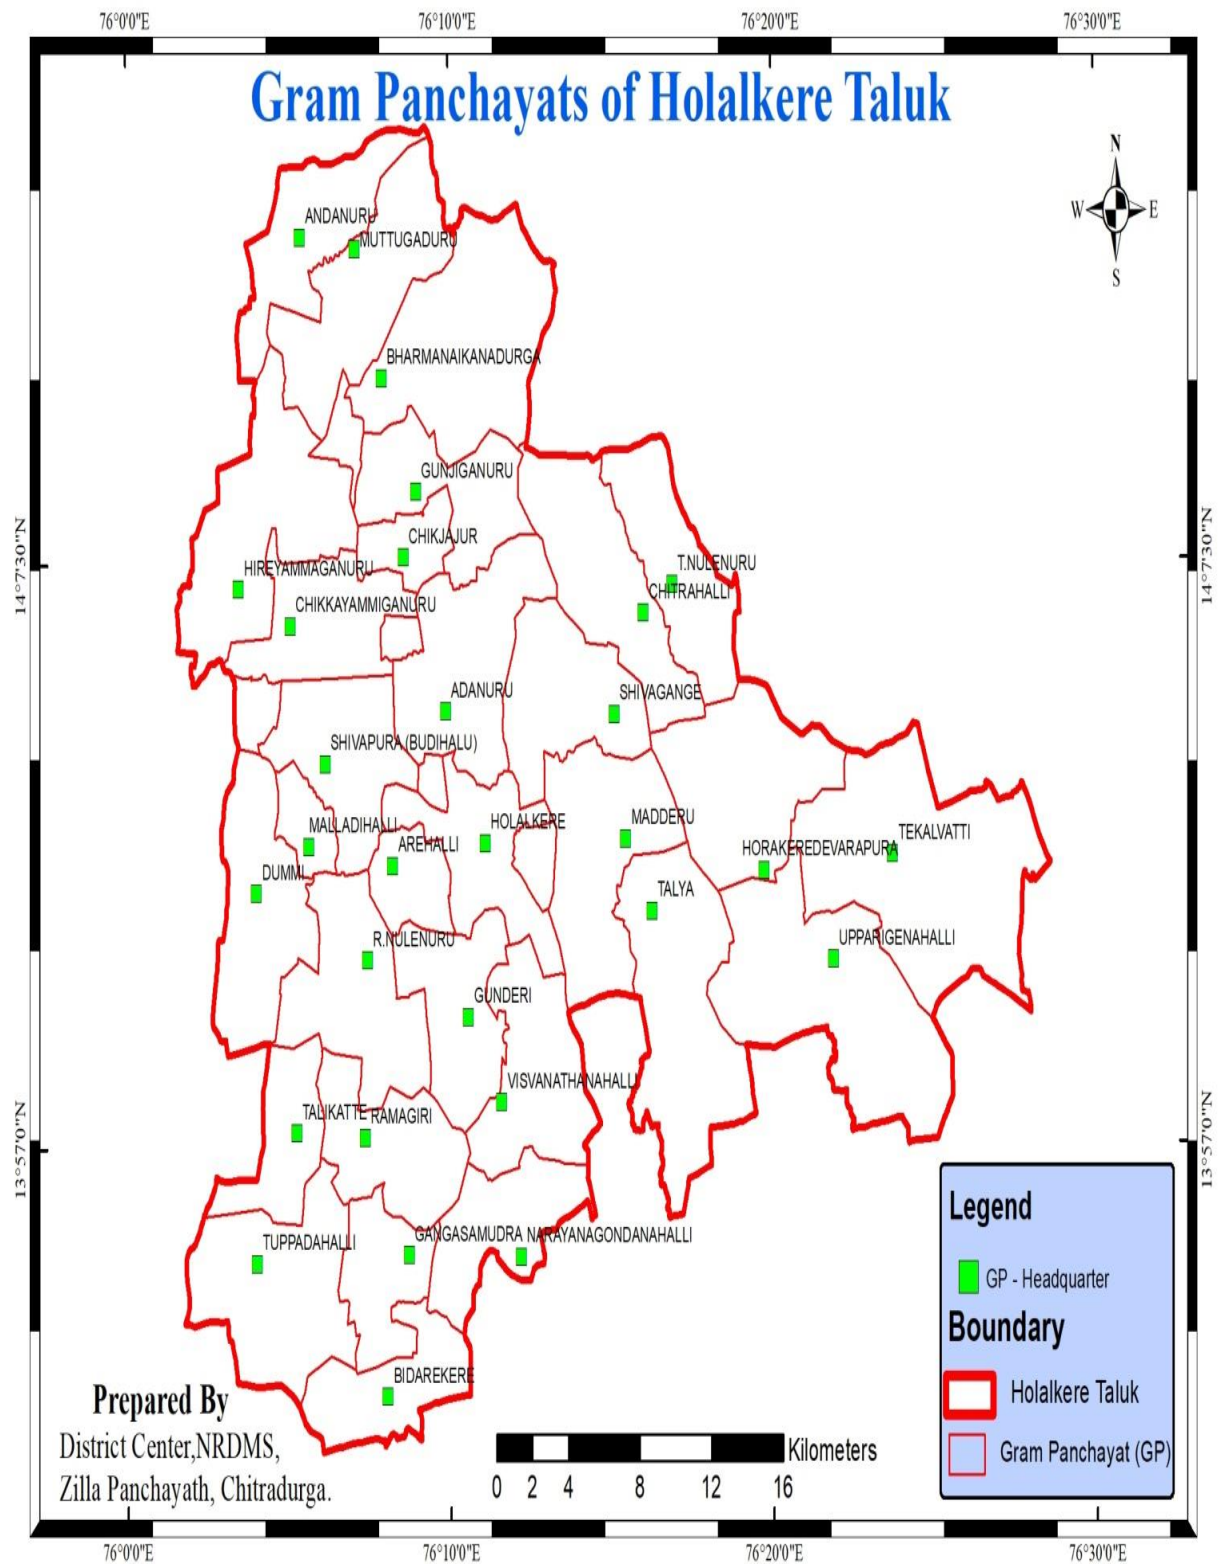 76°0'0"E
76°10'0"E
76°20'0"E
76°30'0"E
Gram Panchayats of Holalkere Taluk
N
W
E
S
ANDANURU
MUTTUGADURU
BHARMANAIKANADURGA
GUNJIGANURU
CHIKJAJUR
14°7'30"N
14°7'30"N
HIREYAMMAGANURU
T.NULENURU
CHITRAHALLI
CHIKKAYAMMIGANURU
ADANURU
SHIVAGANGE
SHIVAPURA (BUDIHALU)
MALLADIHALLI
HOLALKERE
MADDERU
AREHALLI
HORAKEREDEVARAPURA
TEKALVATTI
DUMMI
TALYA
R.NULENURU
UPPARIGENAHALLI
GUNDERI
VISVANATHANAHALLI
13°57'0"N
13°57'0"N
TALIKATTE
RAMAGIRI
TUPPADAHALLI
GANGASAMUDRA
NARAYANAGONDANAHALLI
BIDAREKERE
Legend
GP - Headquarter
Boundary
Holalkere Taluk
Gram Panchayat (GP)
Prepared By
District Center,NRDMS,
Zilla Panchayath, Chitradurga.
Kilometers
0 2 4 8 12 16
76°0'0"E
76°10'0"E
76°20'0"E
76°30'0"E